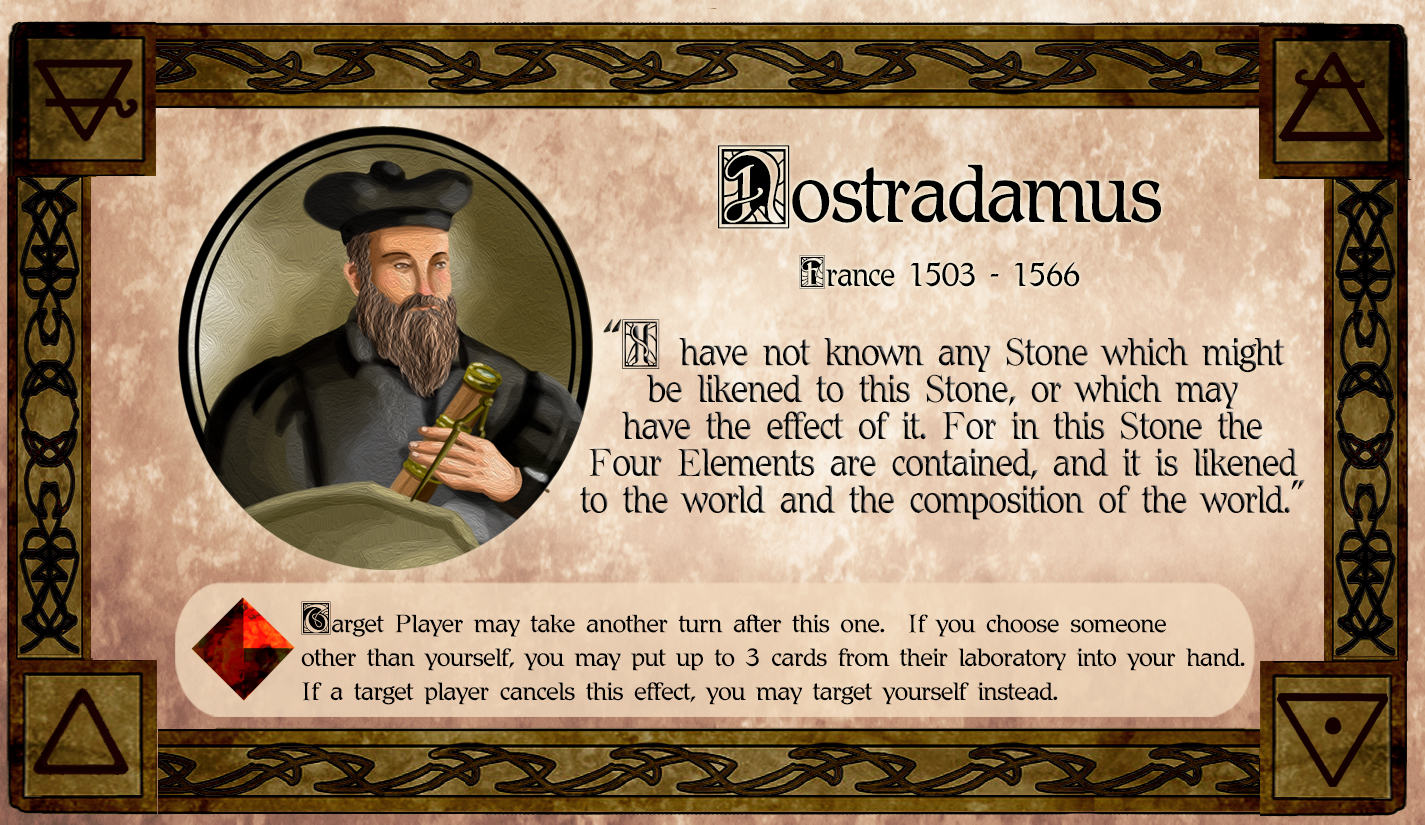 Nostradamus
France 1503 - 1566
“I have not known any Stone which might
be likened to this Stone, or which may
have the effect of it. For in this Stone the
Four Elements are contained, and it is likened
to the world and the composition of the world.”
Target Player may take another turn after this one. If you choose someone
other than yourself, you may put up to 3 cards from their laboratory into your hand.
If a target player cancels this effect, you may target yourself instead.